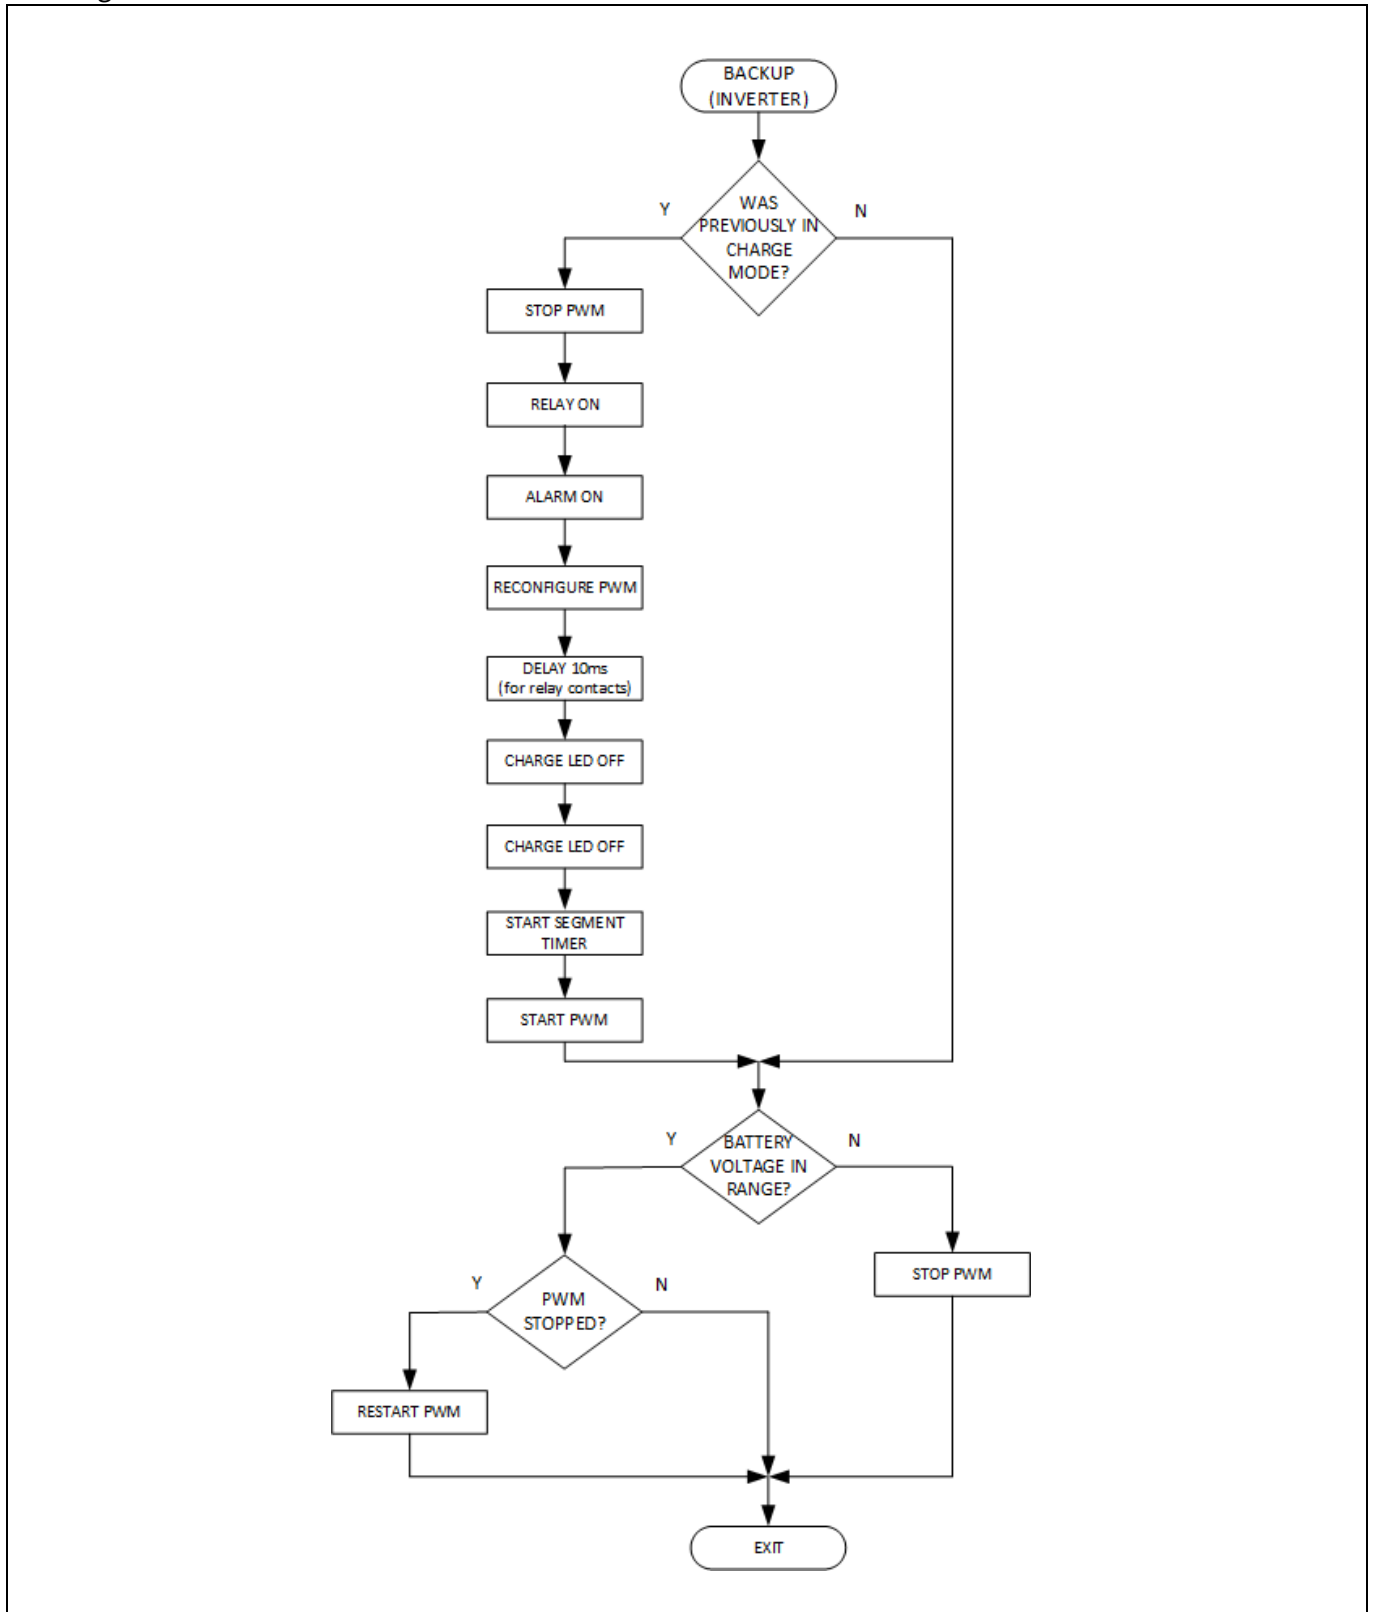 BACKUP
(INVERTER)
WAS
PREVIOUSLY IN
CHARGE
MODE?
Y
N
STOP PWM
RELAY ON
ALARM ON
RECONFIGURE PWM
DELAY 10ms
(for relay contacts)
CHARGE LED OFF
CHARGE LED OFF
START SEGMENT
TIMER
START PWM
BATTERY
VOLTAGE IN
RANGE?
Y
N
STOP PWM
PWM
STOPPED?
Y
N
RESTART PWM
EXIT